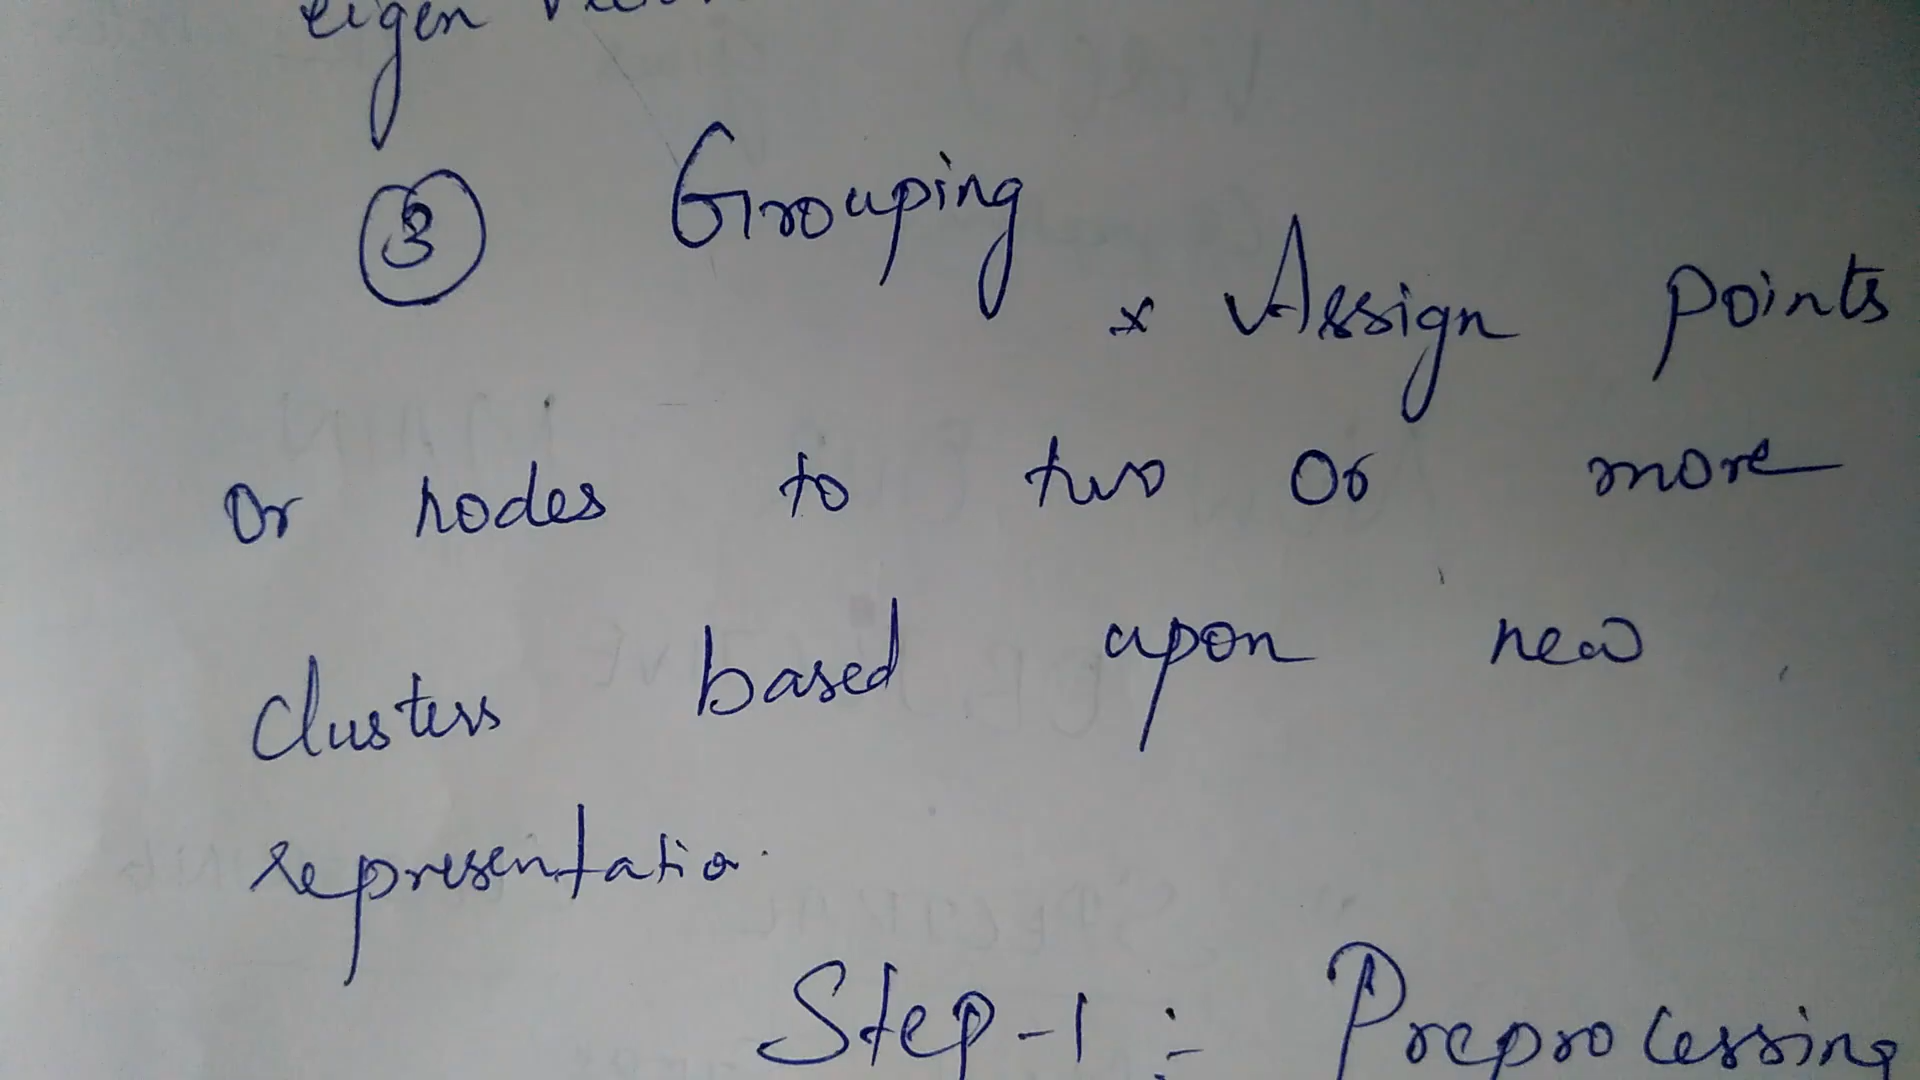 eigen
③ Grouping
× Assign points
or nodes to two or more
clusters based upon new
representatio.
Step-1 :- Preprocessing